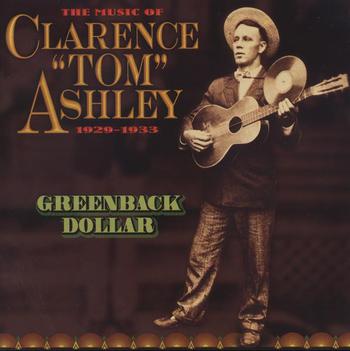 THE MUSIC OF
CLARENCE
"TOM"
ASHLEY
1929-1933
GREENBACK
DOLLAR